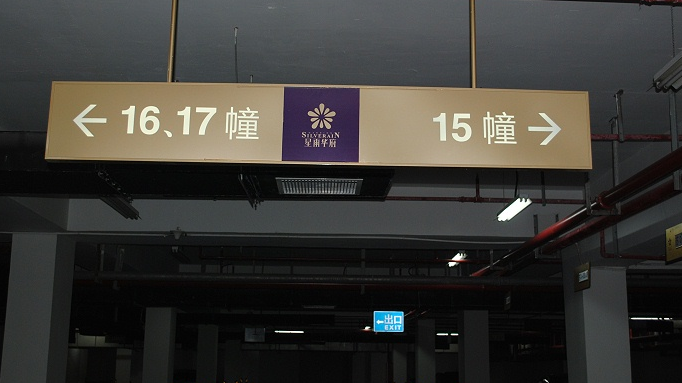 ← 16、17 幢
SILVERAIN
星雨华府
15 幢 →
←出口
EXIT